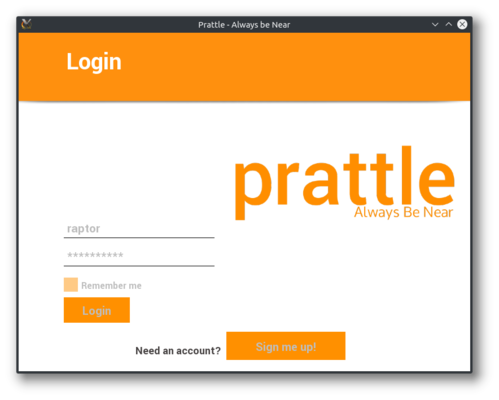 Prattle - Always be Near
Login
prattle
Always Be Near
raptor
**********
Remember me
Login
Need an account?
Sign me up!